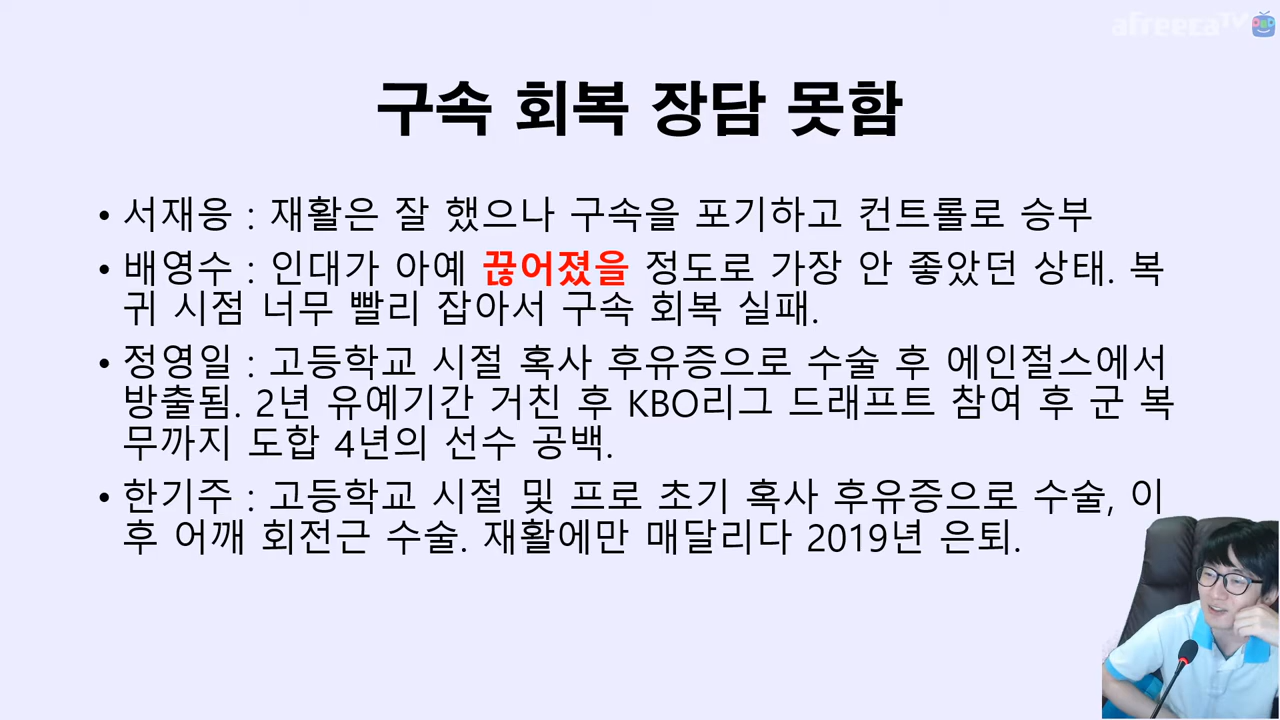 afreecaTV
구속 회복 장담 못함
• 서재응 : 재활은 잘 했으나 구속을 포기하고 컨트롤로 승부
• 배영수 : 인대가 아예 끊어졌을 정도로 가장 안 좋았던 상태. 복
귀 시점 너무 빨리 잡아서 구속 회복 실패.
• 정영일 : 고등학교 시절 혹사 후유증으로 수술 후 에인절스에서
방출됨. 2년 유예기간 거친 후 KBO리그 드래프트 참여 후 군 복
무까지 도합 4년의 선수 공백.
• 한기주 : 고등학교 시절 및 프로 초기 혹사 후유증으로 수술, 이
후 어깨 회전근 수술. 재활에만 매달리다 2019년 은퇴.